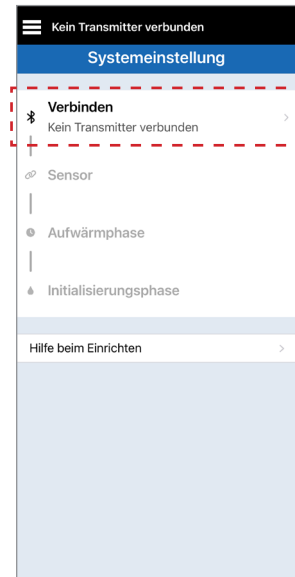 Kein Transmitter verbunden
Systemeinstellung
Verbinden
Kein Transmitter verbunden
Sensor
Aufwärmphase
Initialisierungsphase
Hilfe beim Einrichten